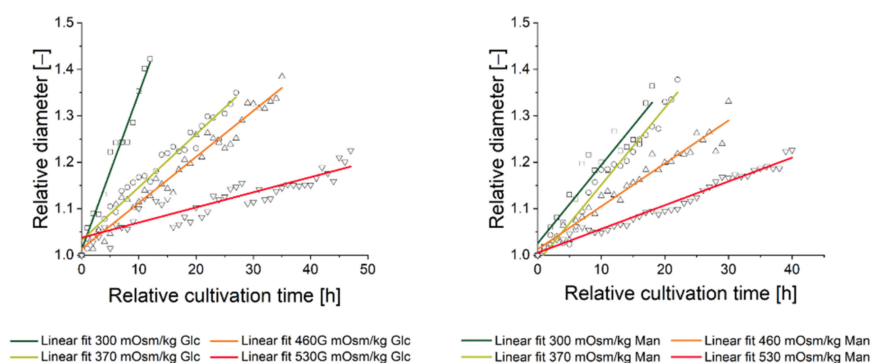 1.5
1.4
1.3
1.2
1.1
1.0
Relative diameter [–]
0 10 20 30 40 50
Relative cultivation time [h]
Linear fit 300 mOsm/kg Glc
Linear fit 460G mOsm/kg Glc
Linear fit 370 mOsm/kg Glc
Linear fit 530G mOsm/kg Glc
1.5
1.4
1.3
1.2
1.1
1.0
Relative diameter [–]
0 10 20 30 40
Relative cultivation time [h]
Linear fit 300 mOsm/kg Man
Linear fit 460 mOsm/kg Man
Linear fit 370 mOsm/kg Man
Linear fit 530 mOsm/kg Man